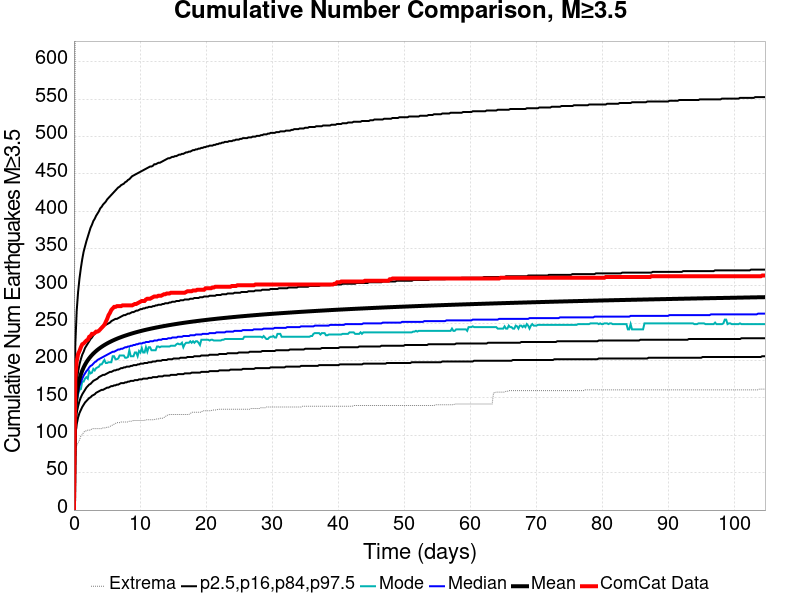 Cumulative Number Comparison, M≥3.5
Cumulative Num Earthquakes M≥3.5
600
550
500
450
400
350
300
250
200
150
100
50
0
0 10 20 30 40 50 60 70 80 90 100
Time (days)
Extrema p2.5,p16,p84,p97.5 Mode Median Mean ComCat Data